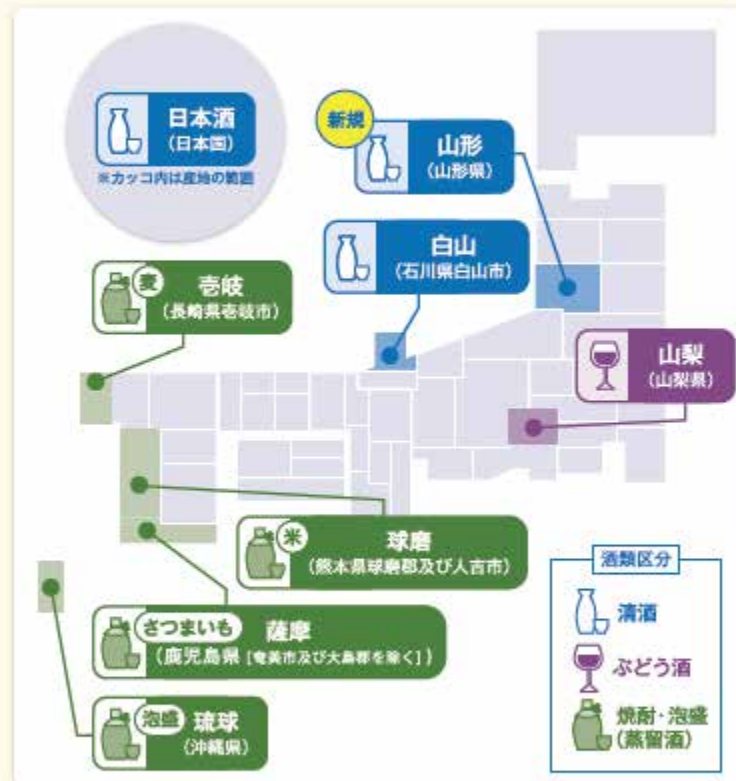 日本酒
(日本国)
※カッコ内は産地の範囲
新規
山形
(山形県)
白山
(石川県白山市)
麦
壱岐
(長崎県壱岐市)
山梨
(山梨県)
米
球磨
(熊本県球磨郡及び人吉市)
さつまいも
薩摩
(鹿児島県[奄美市及び大島郡を除く])
泡盛
琉球
(沖縄県)
酒類区分
清酒
ぶどう酒
焼酎・泡盛
(蒸留酒)